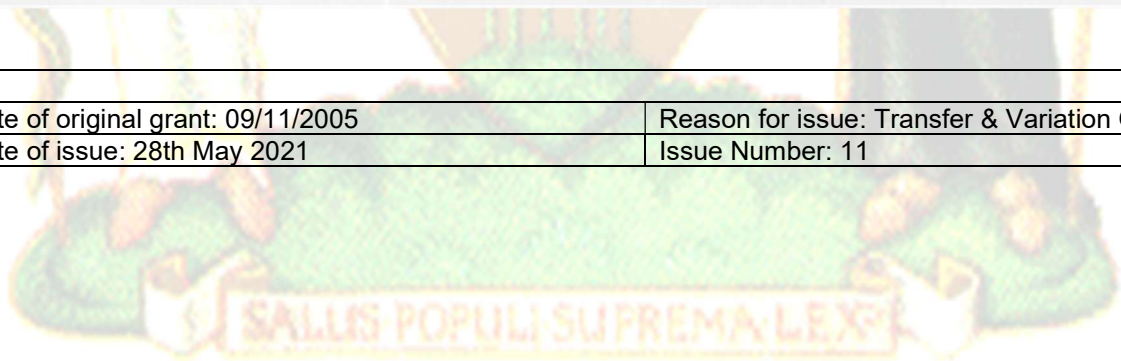 te of original grant: 09/11/2005 Reason for issue: Transfer & Variation
te of issue: 28th May 2021 Issue Number: 11
SALUS POPULI SUPREMA LEX